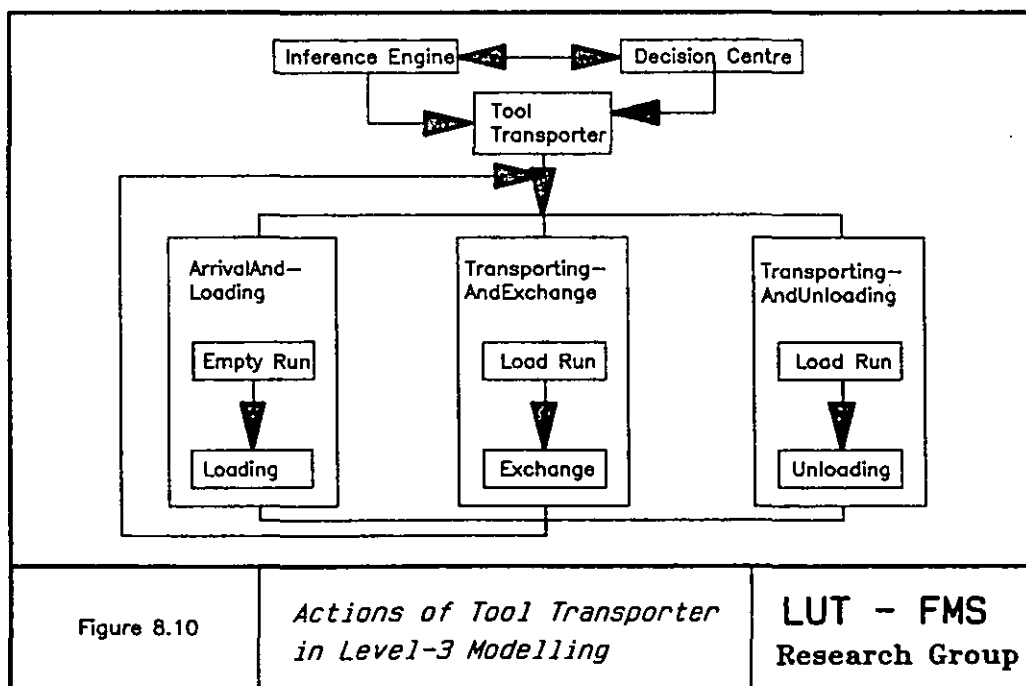 Inference Engine
Decision Centre
Tool
Transporter
ArrivalAnd-
Loading
Empty Run
Loading
Transporting-
AndExchange
Load Run
Exchange
Transporting-
AndUnloading
Load Run
Unloading
Figure 8.10
Actions of Tool Transporter
in Level-3 Modelling
LUT - FMS
Research Group